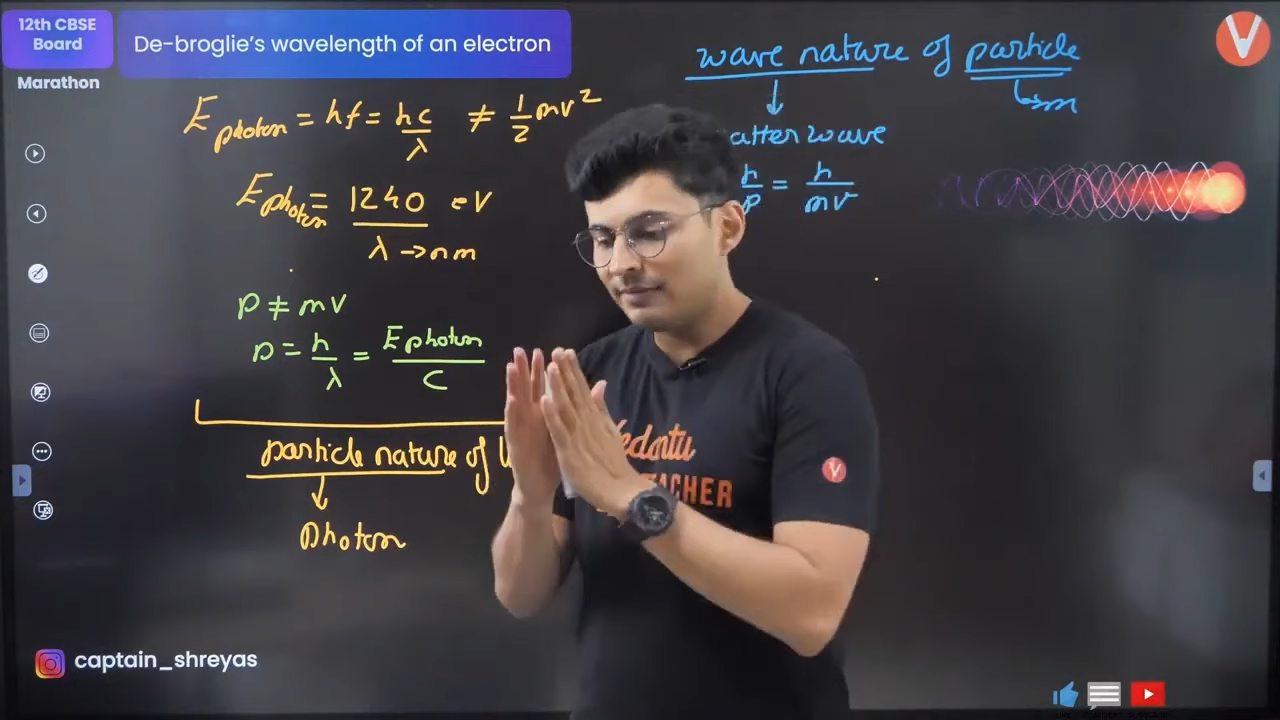 12th CBSE
Board
Marathon
De-broglie's wavelength of an electron
E photon = hf = hc/λ ≠ 1/2 mv²
E photon = 1240/λ→nm eV
p ≠ mv
p = h/λ = E photon/C
particle nature of
↓
photon
wave nature of particle
↳ m
↓
atter wave
h/p = h/mv
Vedantu
TEACHER
captain_shreyas